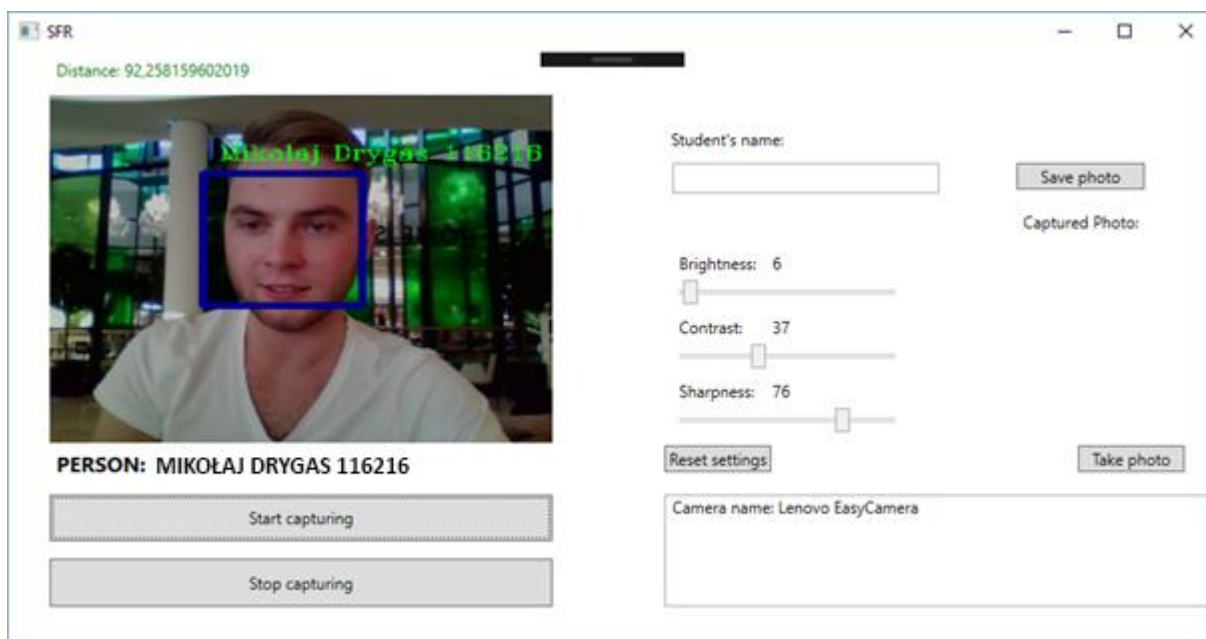 SFR
Distance: 92,258159602019
Mikolaj Drygas 116216
PERSON: MIKOŁAJ DRYGAS 116216
Start capturing
Stop capturing
Student's name:
Save photo
Captured Photo:
Brightness: 6
Contrast: 37
Sharpness: 76
Reset settings
Take photo
Camera name: Lenovo EasyCamera